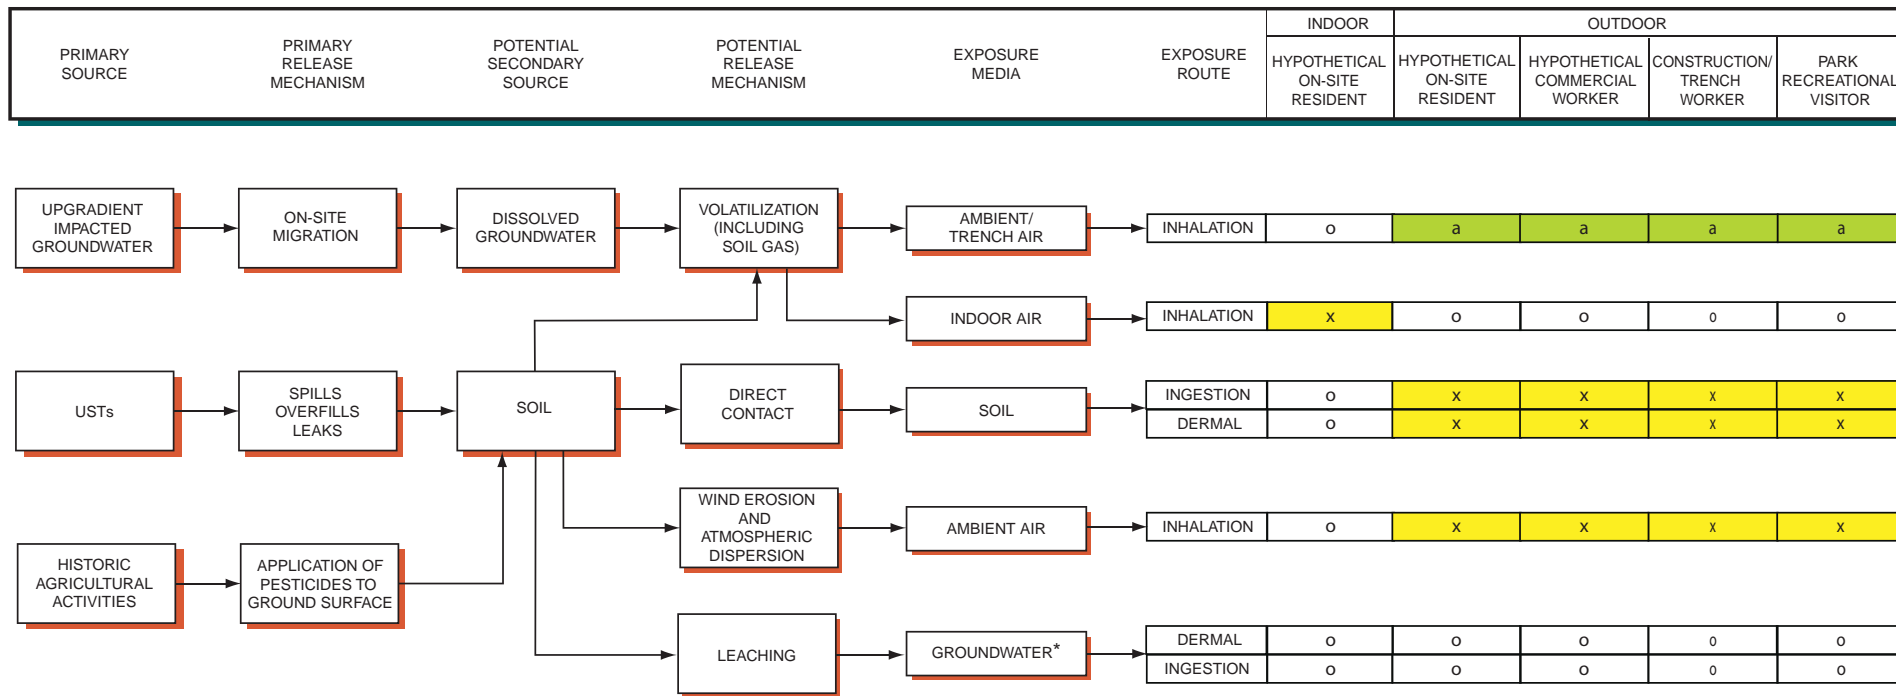 PRIMARY
SOURCE
PRIMARY
RELEASE
MECHANISM
POTENTIAL
SECONDARY
SOURCE
POTENTIAL
RELEASE
MECHANISM
EXPOSURE
MEDIA
EXPOSURE
ROUTE
INDOOR
HYPOTHETICAL
ON-SITE
RESIDENT
OUTDOOR
HYPOTHETICAL
ON-SITE
RESIDENT
HYPOTHETICAL
COMMERCIAL
WORKER
CONSTRUCTION/
TRENCH
WORKER
PARK
RECREATIONAL
VISITOR
UPGRADIENT
IMPACTED
GROUNDWATER
ON-SITE
MIGRATION
DISSOLVED
GROUNDWATER
VOLATILIZATION
(INCLUDING
SOIL GAS)
AMBIENT/
TRENCH AIR
INHALATION o a a a a
INDOOR AIR
INHALATION x o o o o
USTs
SPILLS
OVERFILLS
LEAKS
SOIL
DIRECT
CONTACT
SOIL
INGESTION o x x x x
DERMAL o x x x x
WIND EROSION
AND
ATMOSPHERIC
DISPERSION
AMBIENT AIR
INHALATION o x x x x
HISTORIC
AGRICULTURAL
ACTIVITIES
APPLICATION OF
PESTICIDES TO
GROUND SURFACE
LEACHING
GROUNDWATER*
DERMAL o o o o o
INGESTION o o o o o